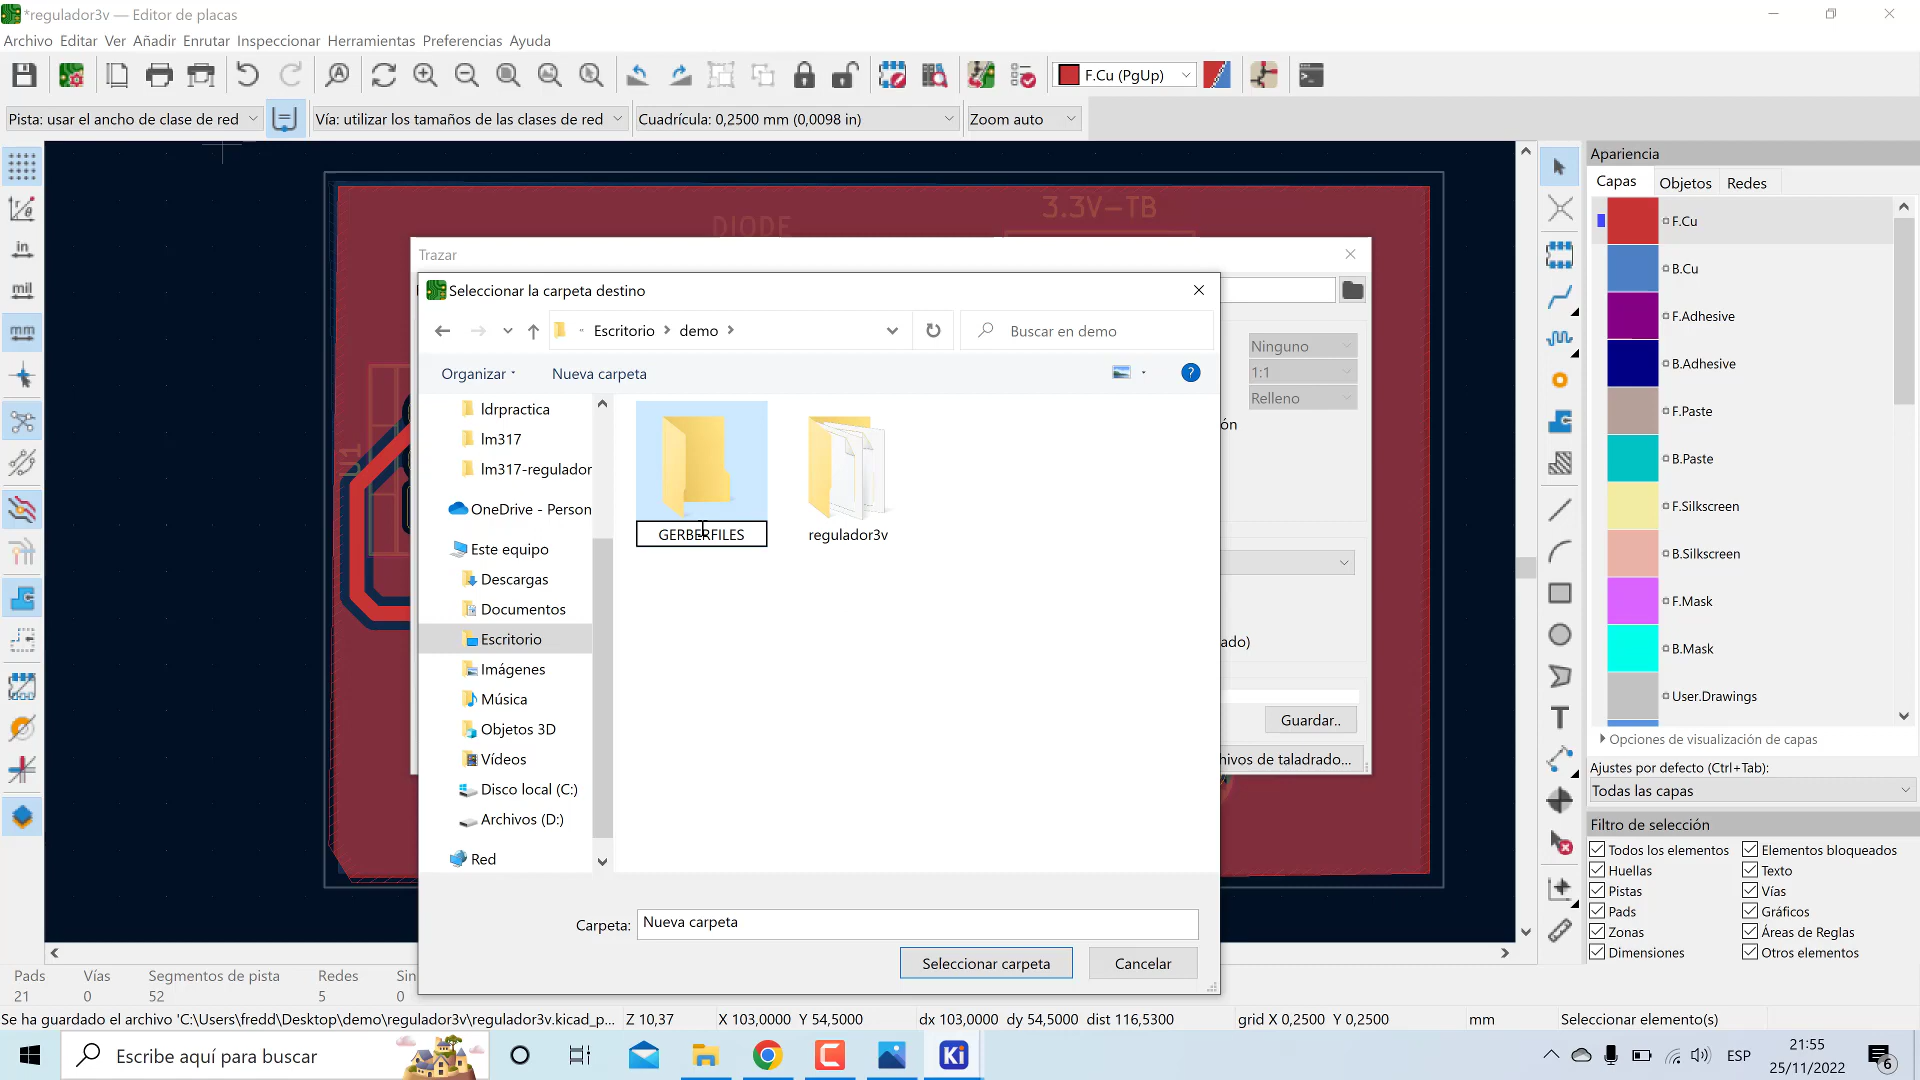 *regulador3v — Editor de placas
Archivo Editar Ver Añadir Enrutar Inspeccionar Herramientas Preferencias Ayuda
F.Cu (PgUp)
Pista: usar el ancho de clase de red
Vía: utilizar los tamaños de las clases de red
Cuadrícula: 0,2500 mm (0,0098 in)
Zoom auto
in
mil
mm
DIODE
3.3V-TB
U1
Trazar
Seleccionar la carpeta destino
Escritorio > demo >
Buscar en demo
Organizar
Nueva carpeta
?
ldrpractica
lm317
lm317-regulador
OneDrive - Person
Este equipo
Descargas
Documentos
Escritorio
Imágenes
Música
Objetos 3D
Vídeos
Disco local (C:)
Archivos (D:)
Red
GERBERFILES
regulador3v
Carpeta: Nueva carpeta
Seleccionar carpeta
Cancelar
Ninguno
1:1
Relleno
ón
ado)
Guardar..
hivos de taladrado...
Apariencia
Capas Objetos Redes
F.Cu
B.Cu
F.Adhesive
B.Adhesive
F.Paste
B.Paste
F.Silkscreen
B.Silkscreen
F.Mask
B.Mask
User.Drawings
Opciones de visualización de capas
Ajustes por defecto (Ctrl+Tab):
Todas las capas
Filtro de selección
Todos los elementos Elementos bloqueados
Huellas Texto
Pistas Vías
Pads Gráficos
Zonas Áreas de Reglas
Dimensiones Otros elementos
Pads Vías Segmentos de pista Redes Sin
21 0 52 5 0
Se ha guardado el archivo 'C:\Users\fredd\Desktop\demo\regulador3v\regulador3v.kicad_p... Z 10,37 X 103,0000 Y 54,5000 dx 103,0000 dy 54,5000 dist 116,5300 grid X 0,2500 Y 0,2500 mm Seleccionar elemento(s)
Escribe aquí para buscar
Ki
ESP
21:55
25/11/2022
6